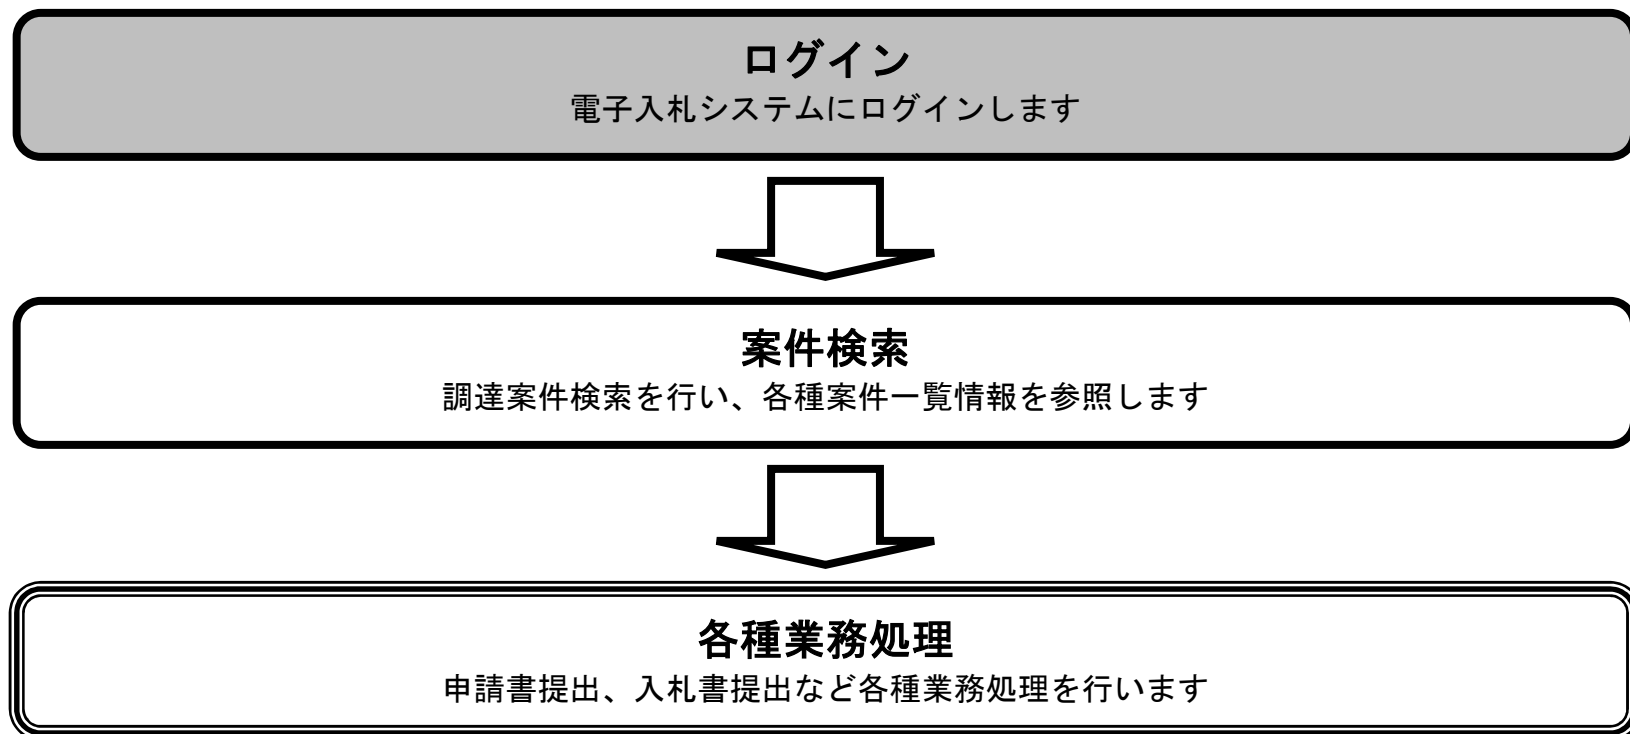 ログイン
電子入札システムにログインします
案件検索
調達案件検索を行い、各種案件一覧情報を参照します
各種業務処理
申請書提出、入札書提出など各種業務処理を行います